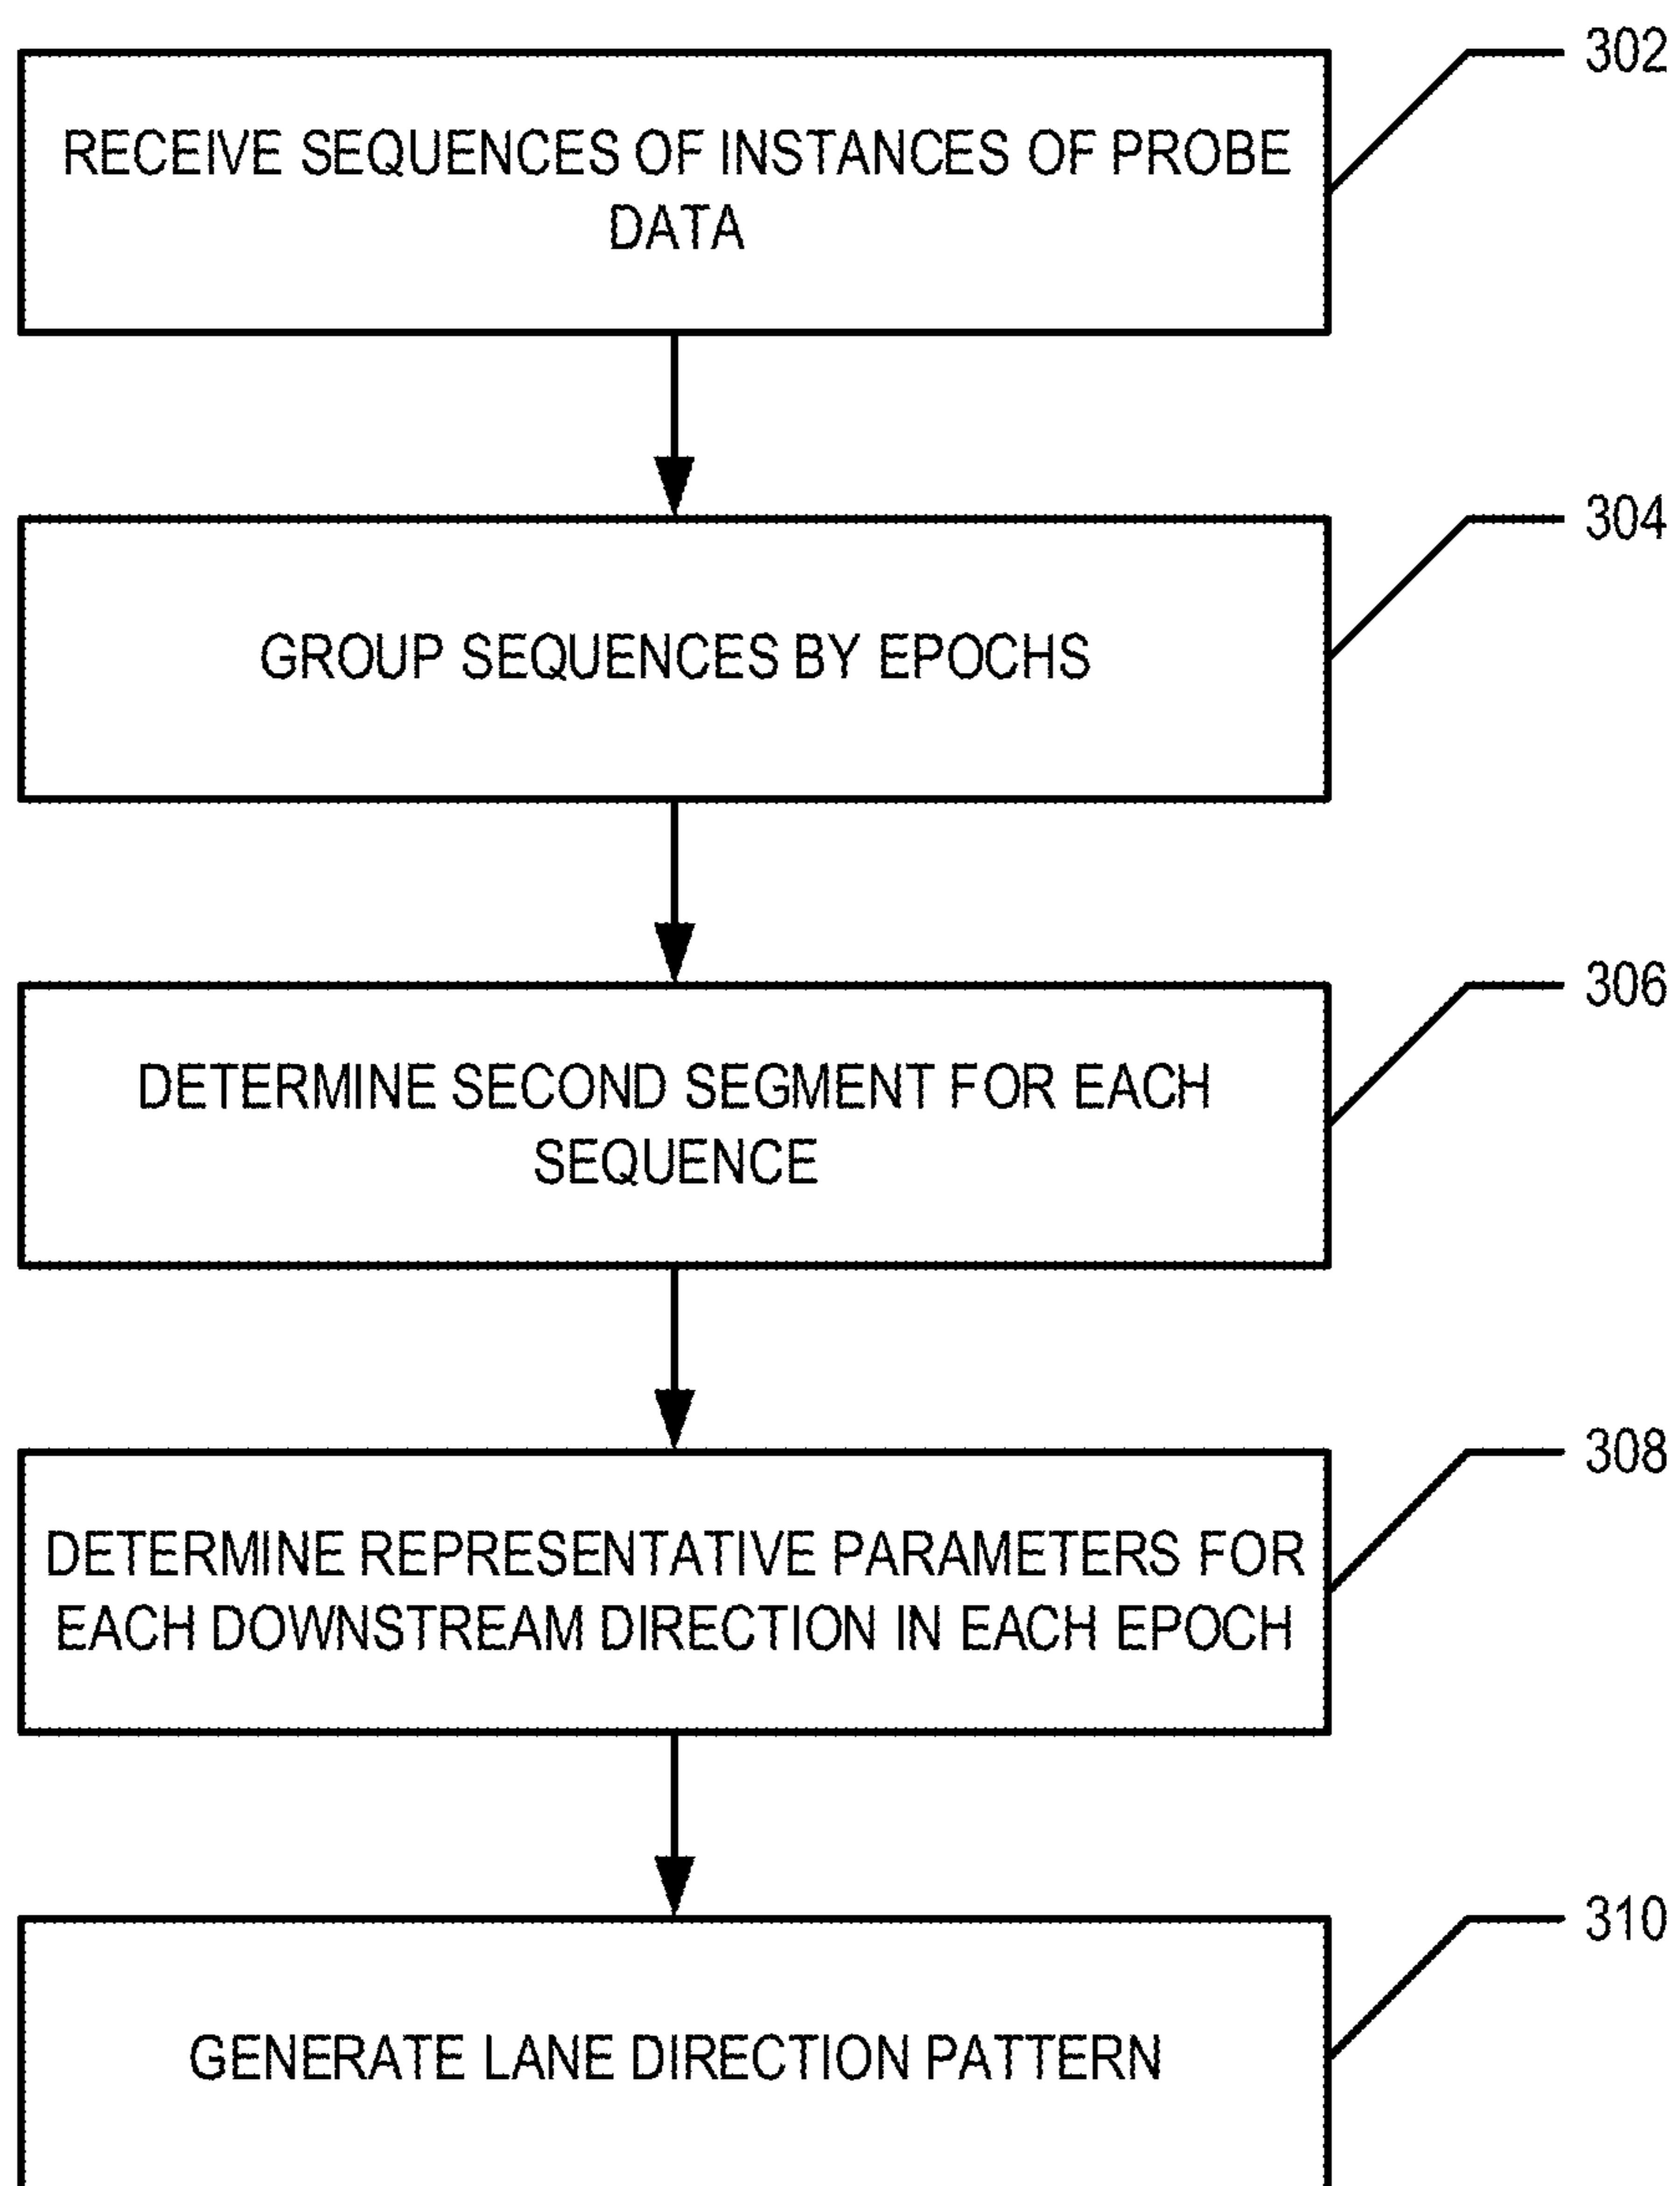 302
RECEIVE SEQUENCES OF INSTANCES OF PROBE
DATA
304
GROUP SEQUENCES BY EPOCHS
306
DETERMINE SECOND SEGMENT FOR EACH
SEQUENCE
308
DETERMINE REPRESENTATIVE PARAMETERS FOR
EACH DOWNSTREAM DIRECTION IN EACH EPOCH
310
GENERATE LANE DIRECTION PATTERN